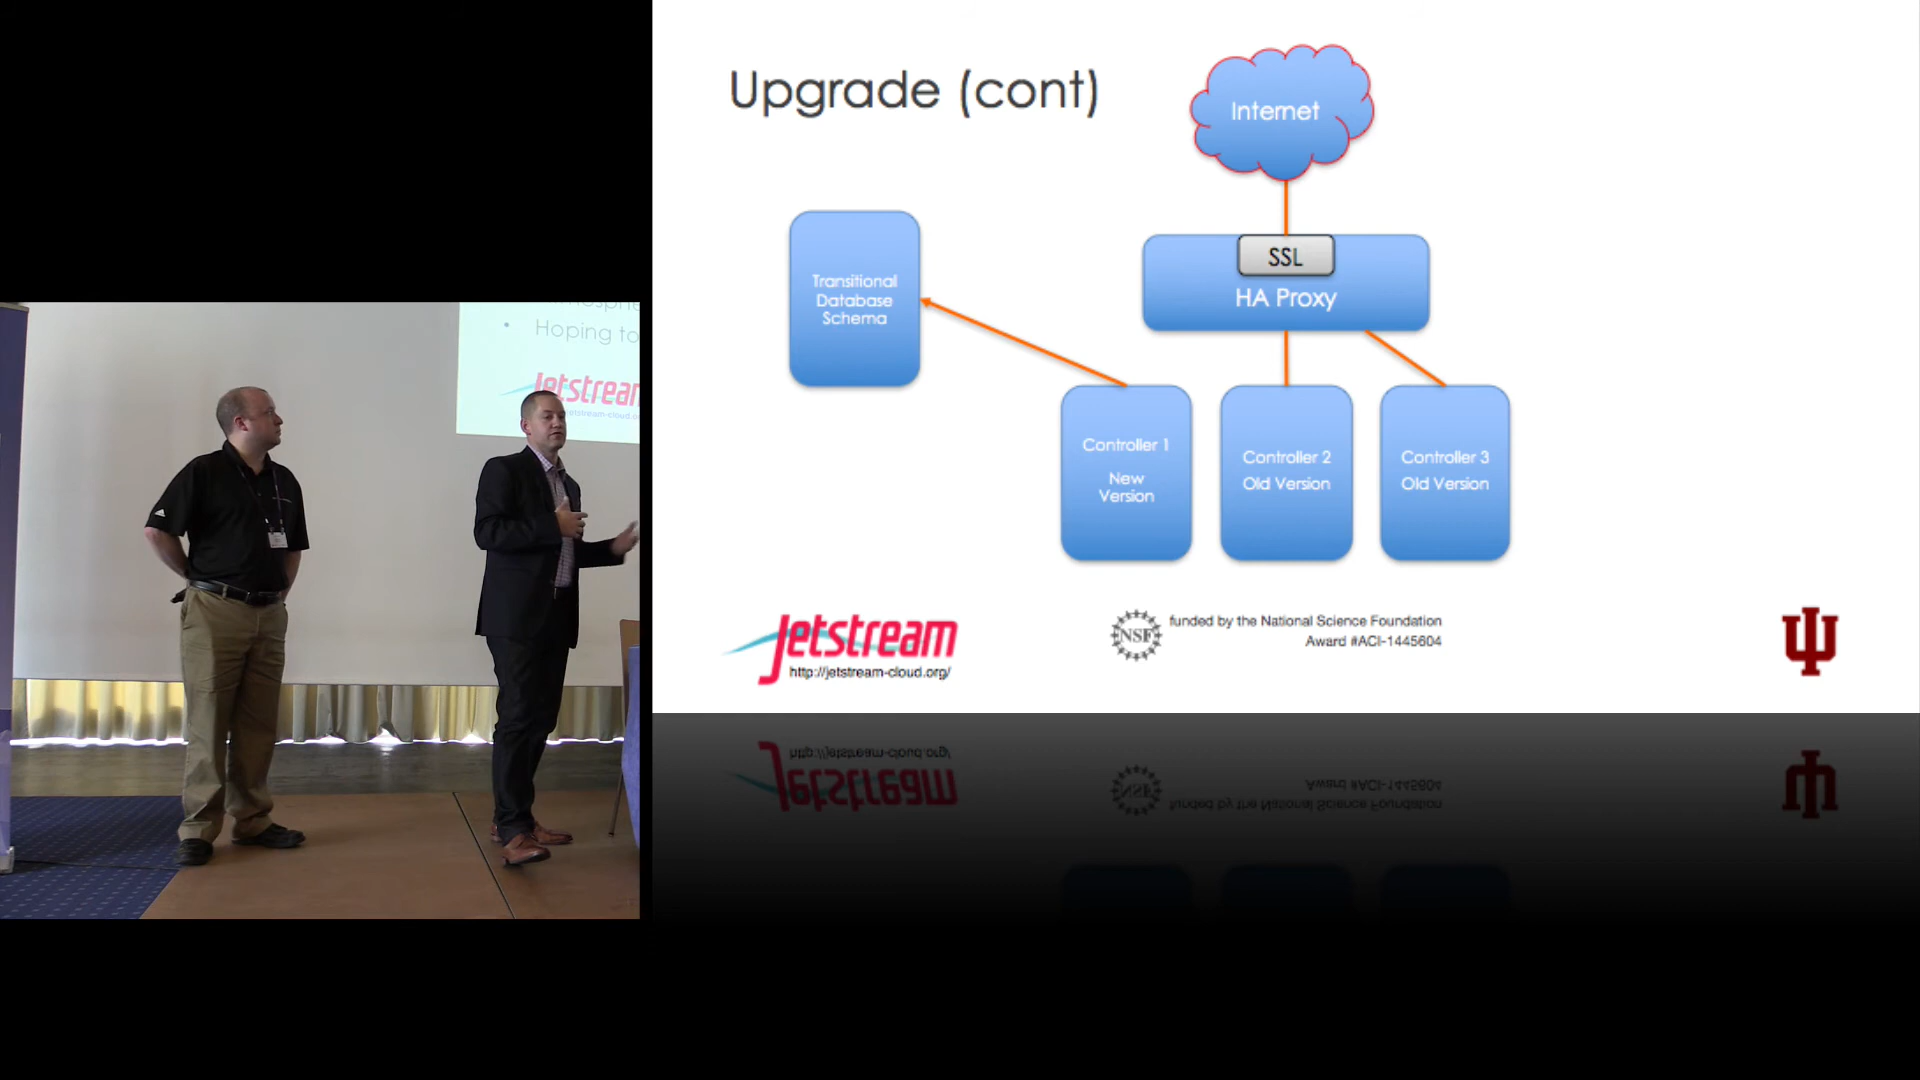 Upgrade (cont)
Internet
SSL
HA Proxy
Transitional
Database
Schema
Controller 1
New
Version
Controller 2
Old Version
Controller 3
Old Version
Jetstream
http://jetstream-cloud.org/
NSF
funded by the National Science Foundation
Award #ACI-1445604
Hoping to
Jetstream